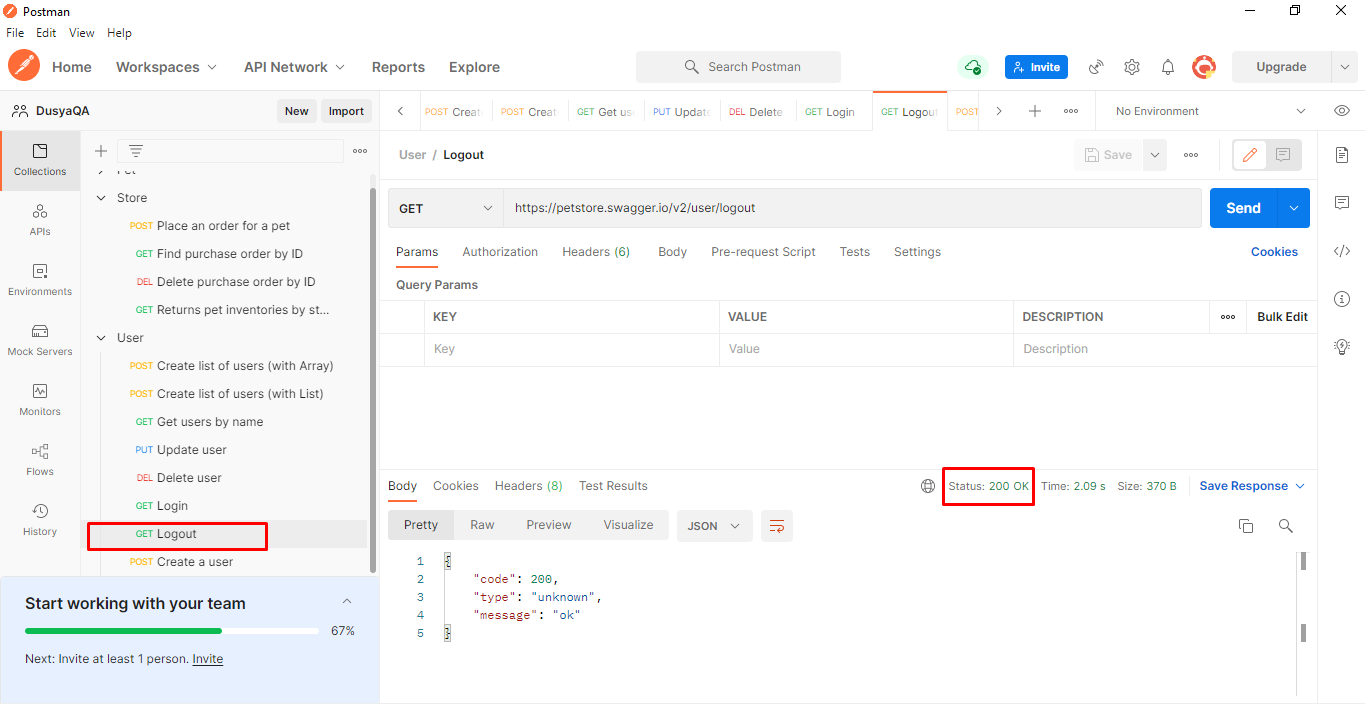 Postman
File Edit View Help
Home Workspaces API Network Reports Explore Search Postman Invite Upgrade
DusyaQA New Import POST Crea GET Get us PUT Updat DEL Delete GET Login GET Logou POST No Environment
Collections
APIs
Environments
Mock Servers
Monitors
Flows
History
Store
POST Place an order for a pet
GET Find purchase order by ID
DEL Delete purchase order by ID
GET Returns pet inventories by st...
User
POST Create list of users (with Array)
POST Create list of users (with List)
GET Get users by name
PUT Update user
DEL Delete user
GET Login
GET Logout
POST Create a user
Start working with your team
67%
Next: Invite at least 1 person. Invite
User / Logout Save
GET https://petstore.swagger.io/v2/user/logout Send
Params Authorization Headers (6) Body Pre-request Script Tests Settings Cookies
Query Params
KEY VALUE DESCRIPTION Bulk Edit
Key Value Description
Body Cookies Headers (8) Test Results Status: 200 OK Time: 2.09 s Size: 370 B Save Response
Pretty Raw Preview Visualize JSON
1 {
2 "code": 200,
3 "type": "unknown",
4 "message": "ok"
5 }